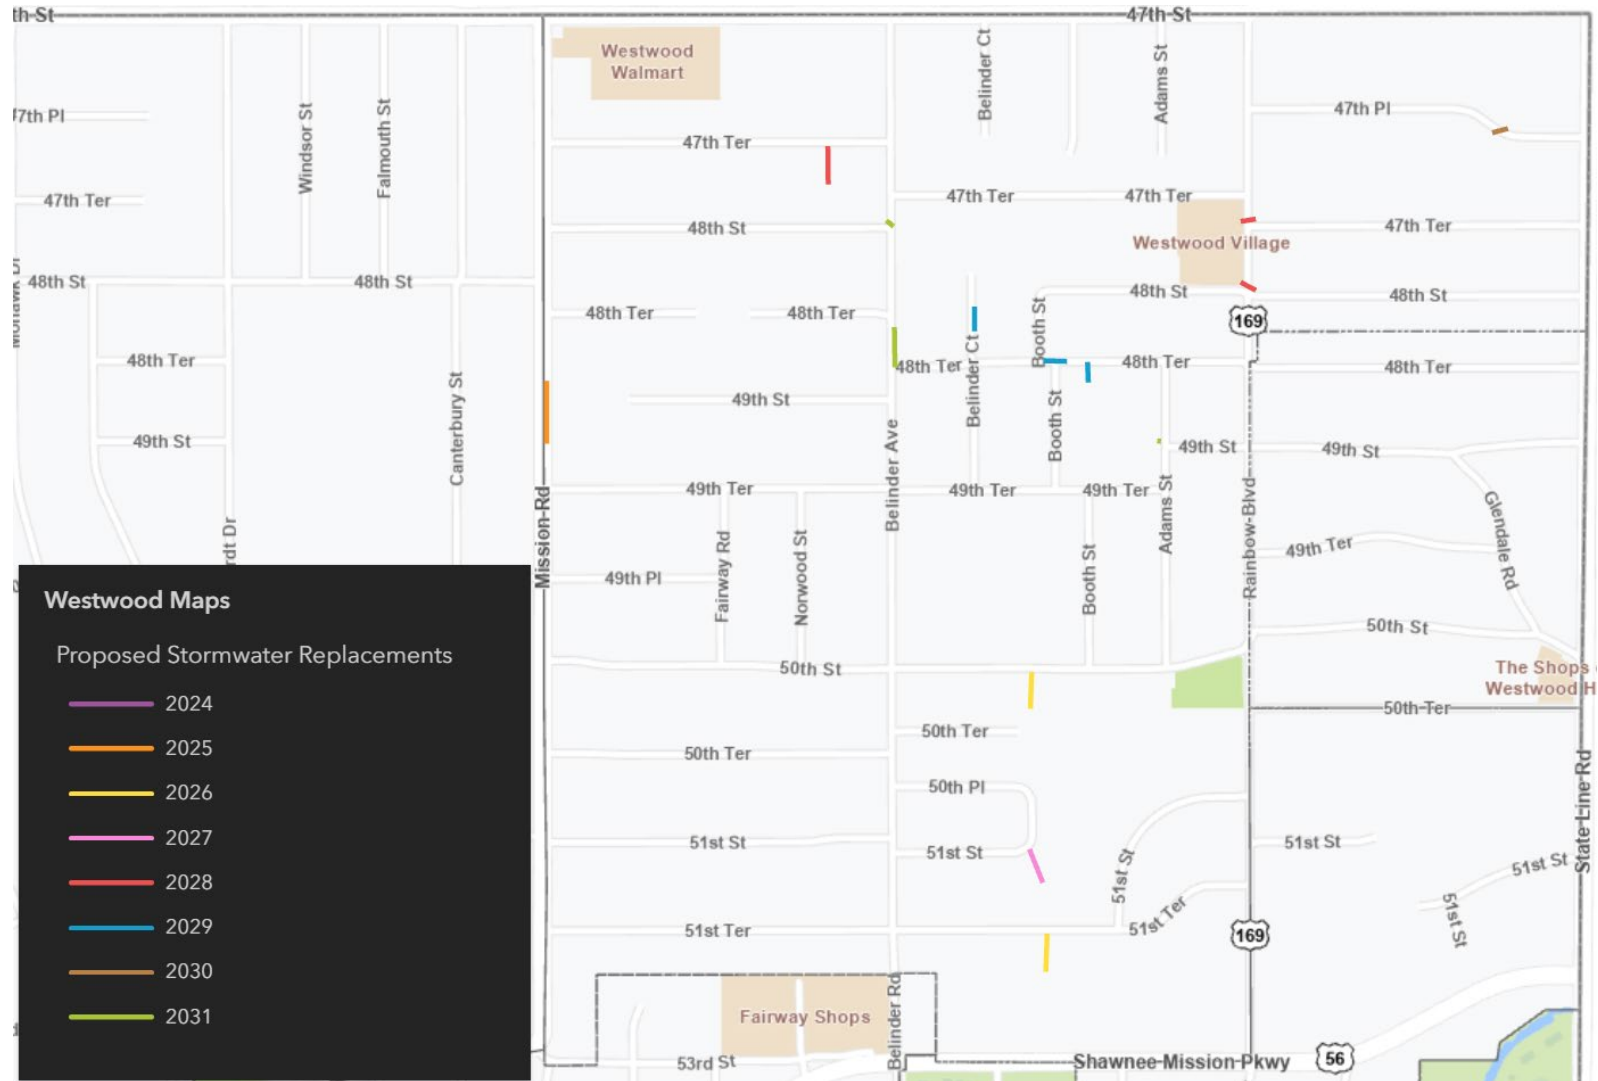 th St
47th St
Westwood
Walmart
Belinder Ct
Adams St
7th Pl
Windsor St
Falmouth St
47th Pl
47th Ter
47th Ter
47th Ter
47th Ter
47th Ter
48th St
Westwood Village
48th St
48th St
48th St
48th St
48th Ter
48th Ter
Booth St
169
48th Ter
48th Ter
Belinder Ct
48th Ter
48th Ter
Canterbury St
49th St
Booth St
49th St
Belinder Ave
49th St
49th St
Mission Rd
49th Ter
49th Ter
49th Ter
Adams St
Rainbow Blvd
Glendale Rd
rdt Dr
Fairway Rd
Norwood St
Booth St
49th Ter
49th Pl
50th St
50th St
The Shops
Westwood H
50th Ter
50th Ter
50th Ter
50th Pl
State Line Rd
51st St
51st St
51st St
51st St
51st St
51st St
51st Ter
51st Ter
169
Belinder Rd
Fairway Shops
53rd St
Shawnee Mission Pkwy
56
Westwood Maps
Proposed Stormwater Replacements
2024
2025
2026
2027
2028
2029
2030
2031